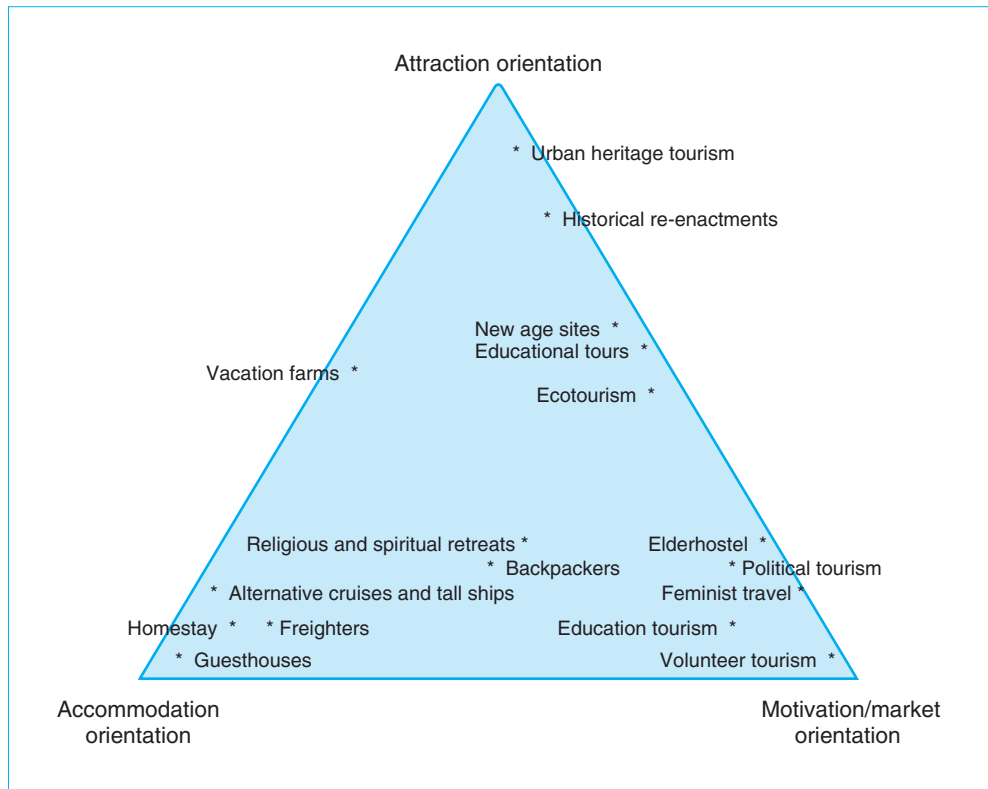 Attraction orientation
* Urban heritage tourism
* Historical re-enactments
New age sites *
Educational tours *
Vacation farms *
Ecotourism *
Religious and spiritual retreats *
Elderhostel *
* Backpackers
* Political tourism
* Alternative cruises and tall ships
Feminist travel *
Homestay *
* Freighters
Education tourism *
* Guesthouses
Volunteer tourism *
Accommodation
orientation
Motivation/market
orientation